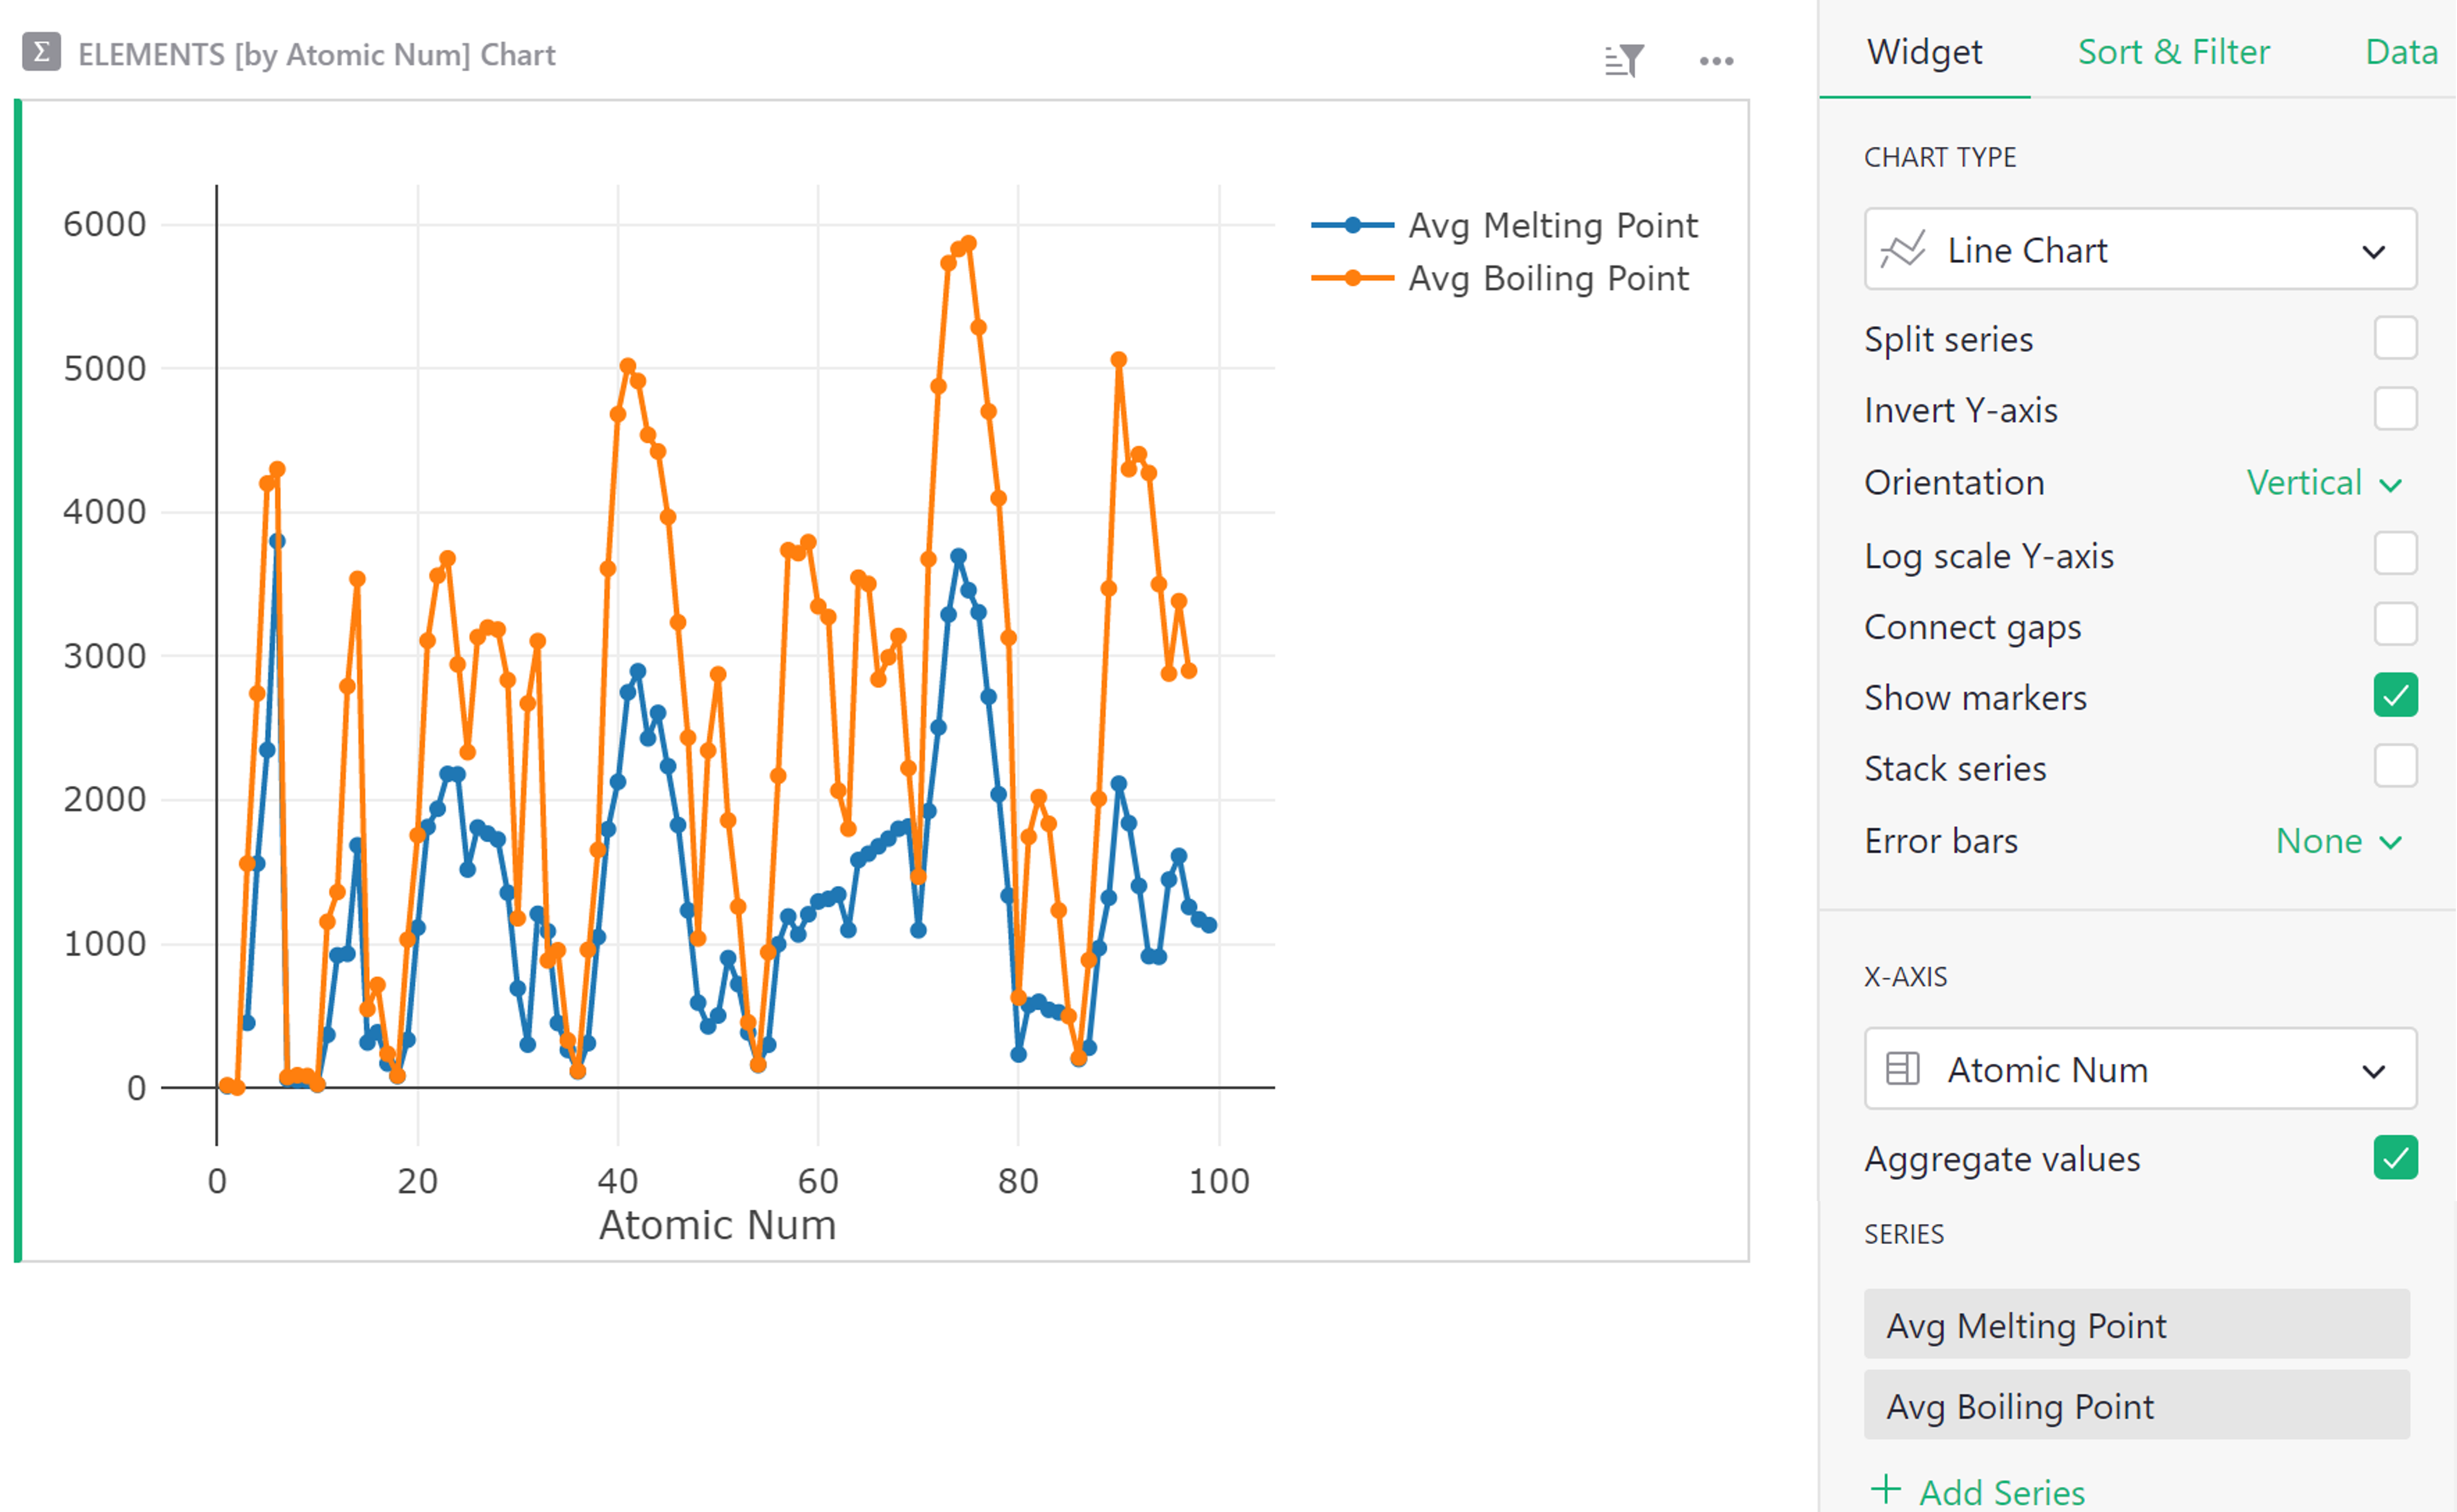 Σ ELEMENTS [by Atomic Num] Chart
6000
5000
4000
3000
2000
1000
0
0 20 40 60 80 100
Atomic Num
Avg Melting Point
Avg Boiling Point
Widget Sort & Filter Data
CHART TYPE
Line Chart
Split series
Invert Y-axis
Orientation Vertical
Log scale Y-axis
Connect gaps
Show markers
Stack series
Error bars None
X-AXIS
Atomic Num
Aggregate values
SERIES
Avg Melting Point
Avg Boiling Point
+ Add Series